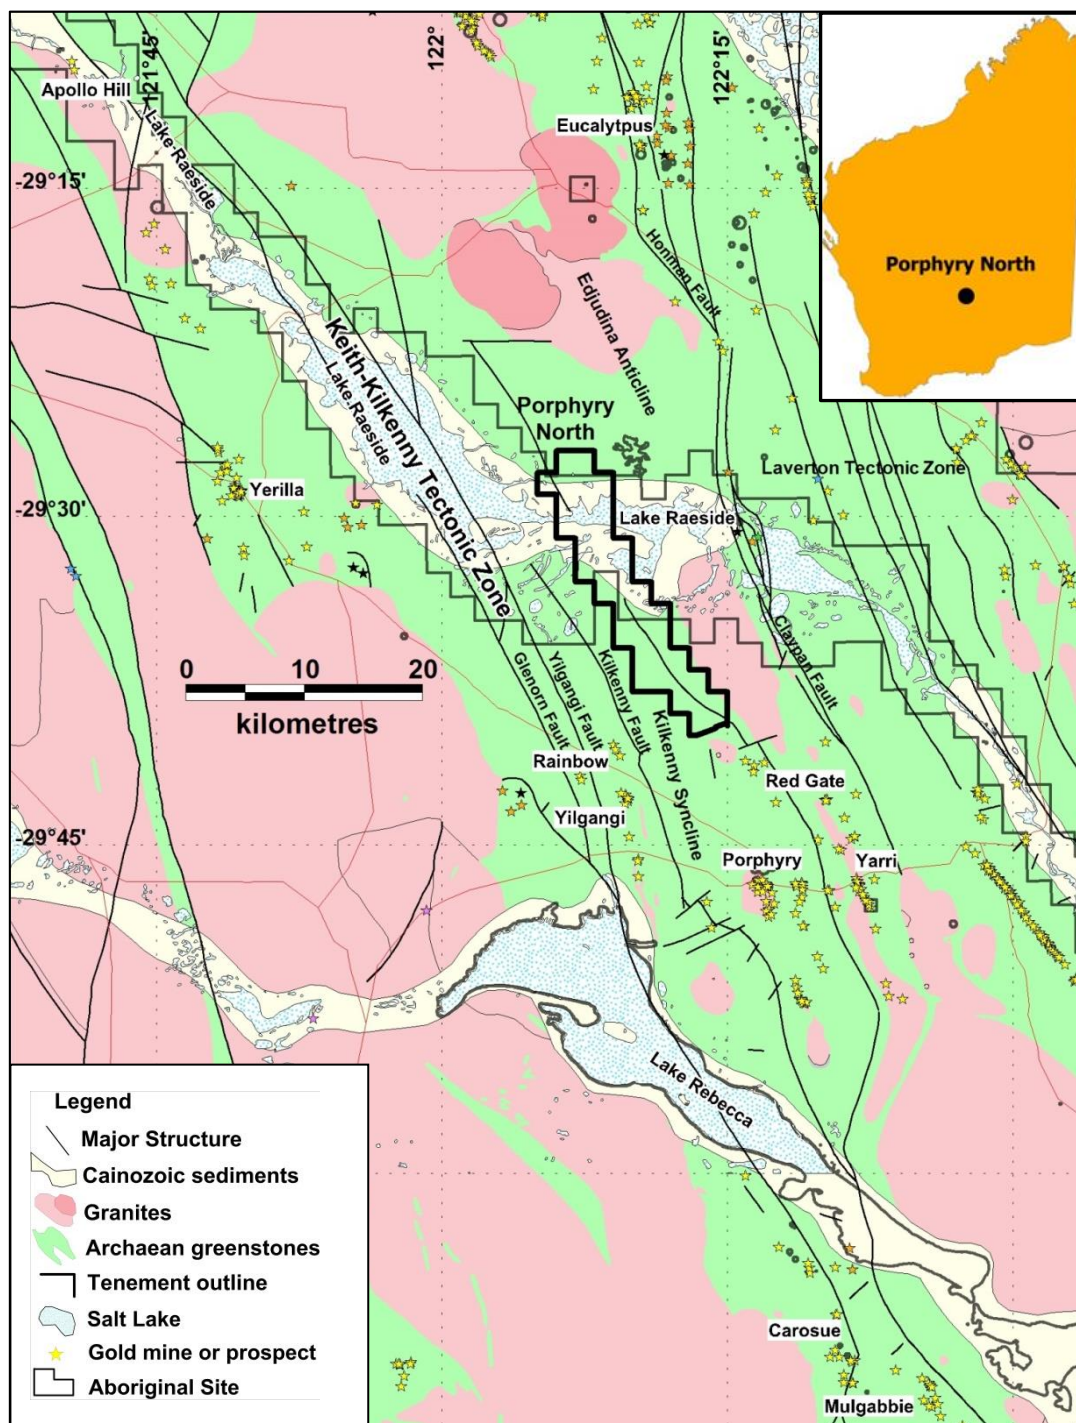 121°45'
122°
122°15'
Apollo Hill
Lake Raeside
Eucalytpus
-29°15'
Honman Fault
Edjudina Anticline
Keith-Kilkenny Tectonic Zone
Lake Raeside
Porphyry
North
Porphyry North
Laverton Tectonic Zone
Yerilla
-29°30'
Lake Raeside
Claypan Fault
0 10 20
kilometres
Glenorn Fault
Yilgangi Fault
Kilkenny Fault
Kilkenny Syncline
Rainbow
Red Gate
Yilgangi
-29°45'
Porphyry
Yarri
Lake Rebecca
Legend
Major Structure
Cainozoic sediments
Granites
Archaean greenstones
Tenement outline
Salt Lake
Gold mine or prospect
Aboriginal Site
Carosue
Mulgabbie